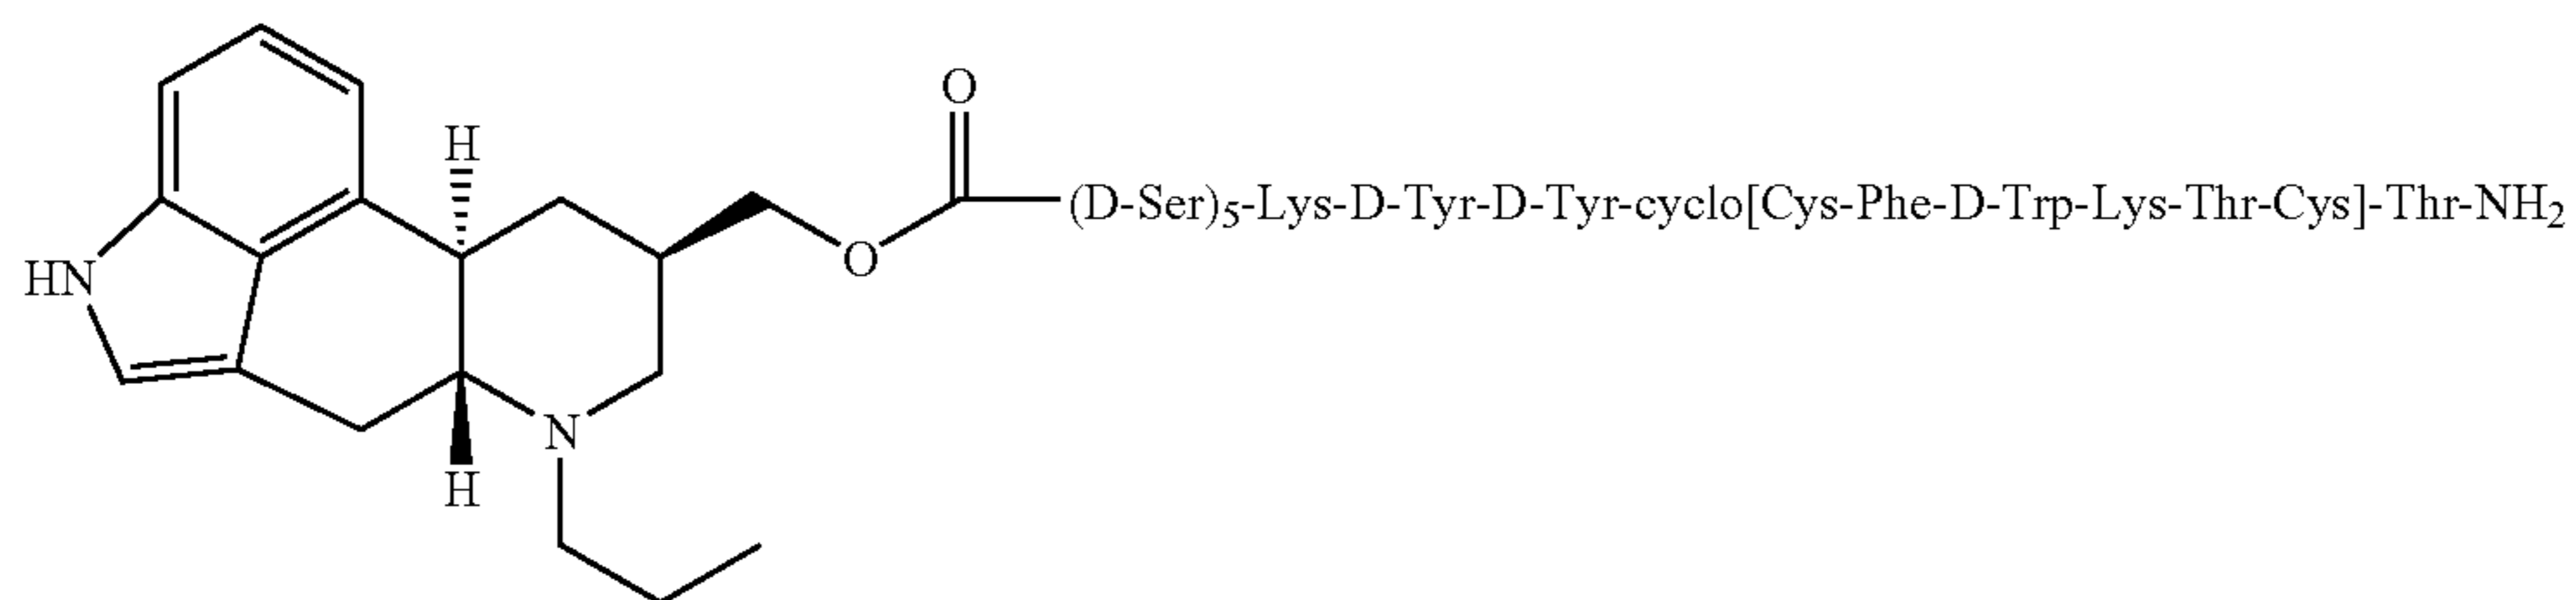 O
H
(D-Ser)5-Lys-D-Tyr-D-Tyr-cyclo[Cys-Phe-D-Trp-Lys-Thr-Cys]-Thr-NH2
O
HN
N
H